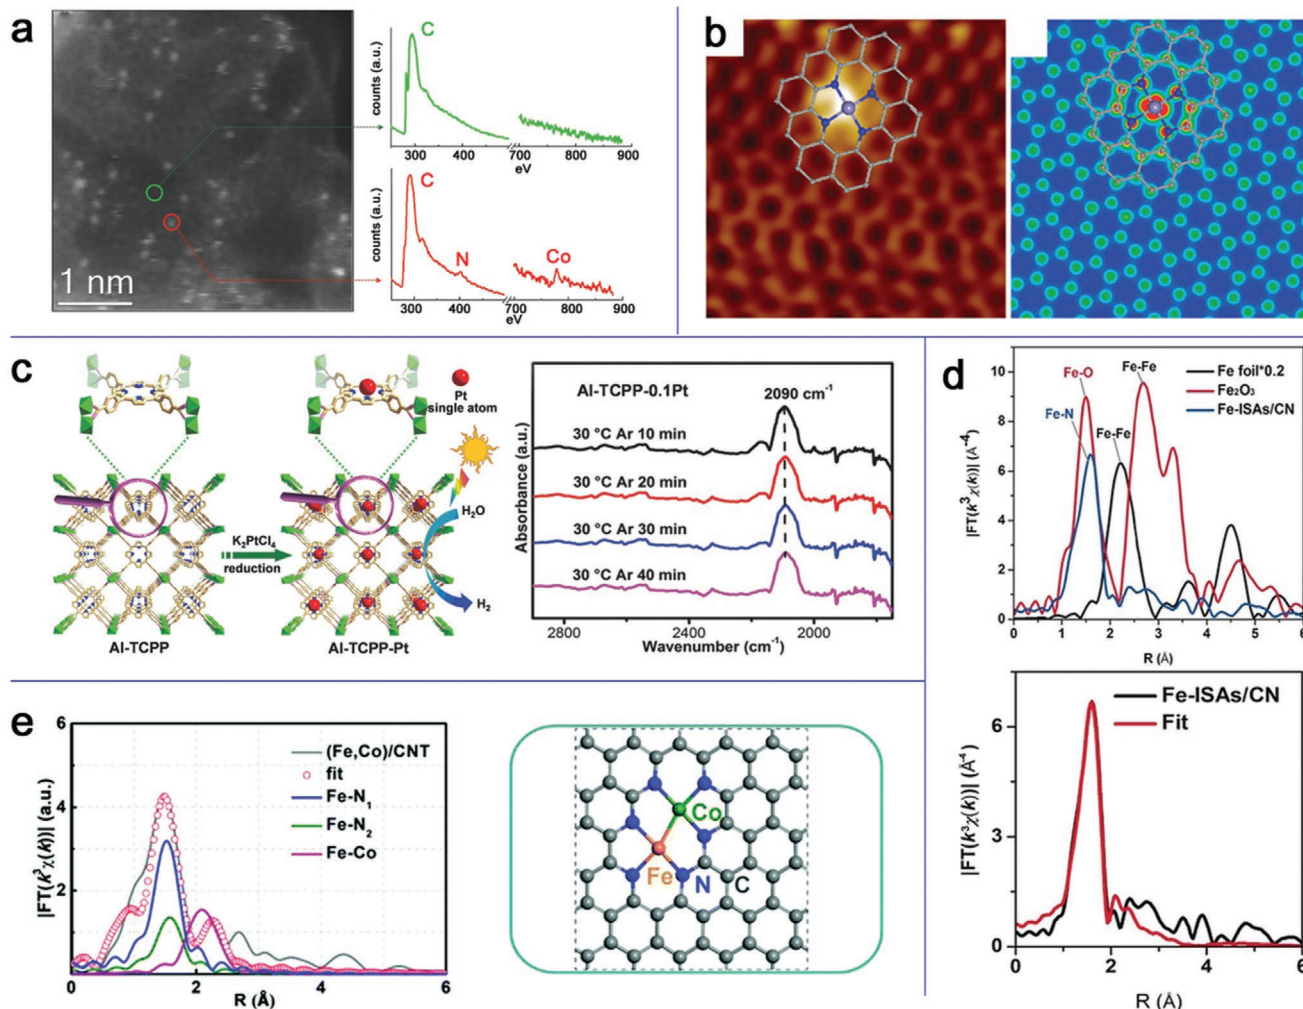 a
1 nm
counts (a.u.)
C
300
400
700
800
900
eV
counts (a.u.)
C
N
Co
300
400
700
800
900
eV
b
c
Pt
single atom
H₂O
K₂PtCl₄
reduction
H₂
Al-TCPP
Al-TCPP-Pt
Al-TCPP-0.1Pt
2090 cm⁻¹
30 °C Ar 10 min
30 °C Ar 20 min
30 °C Ar 30 min
30 °C Ar 40 min
Absorbance (a.u.)
2800
2400
2000
Wavenumber (cm⁻¹)
d
Fe-Fe
Fe-O
Fe-N
Fe-Fe
Fe foil*0.2
Fe₂O₃
Fe-ISAs/CN
|FT(k³χ(k))| (Å⁻⁴)
10
8
6
4
2
0
0
1
2
3
4
5
6
R (Å)
Fe-ISAs/CN
Fit
|FT(k³χ(k))| (Å⁻⁴)
6
3
0
0
2
4
6
R (Å)
e
6
4
2
(Fe,Co)/CNT
fit
Fe-N₁
Fe-N₂
Fe-Co
|FT(k³χ(k))| (a.u.)
0
2
4
6
R (Å)
Co
Fe
N
C